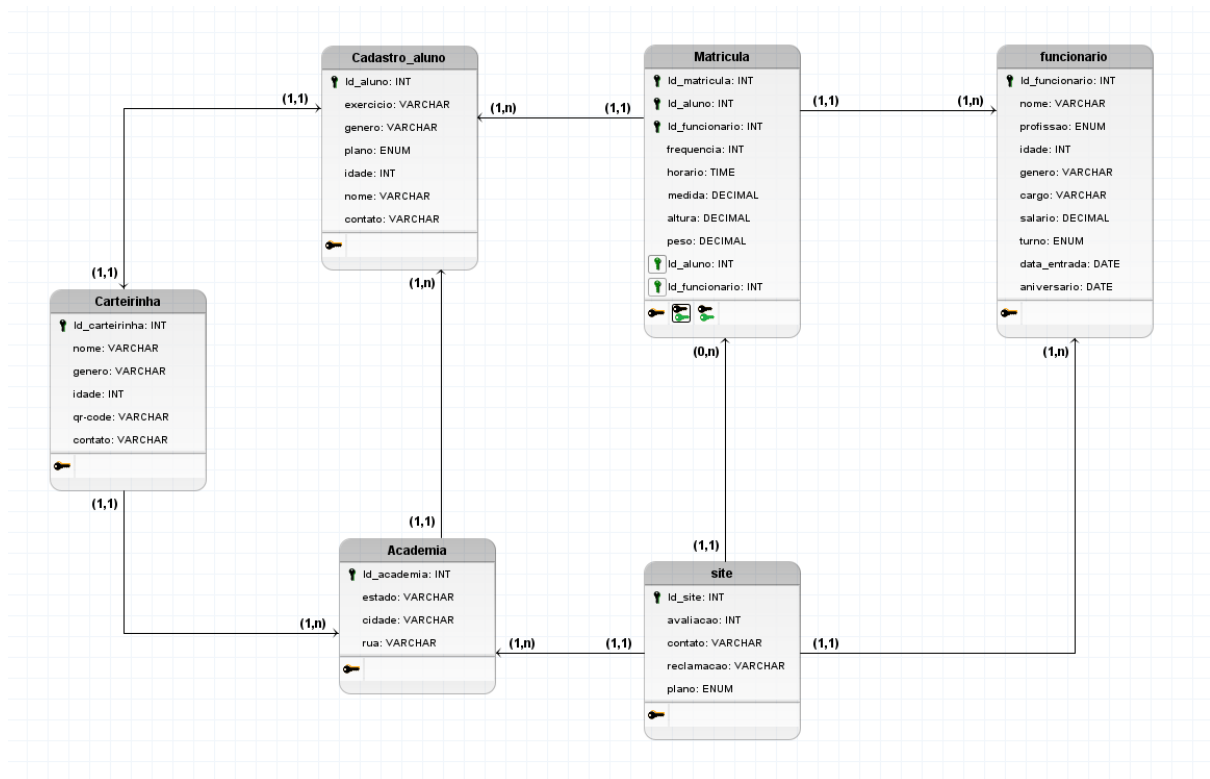 Cadastro_aluno
Id_aluno: INT
exercicio: VARCHAR
genero: VARCHAR
plano: ENUM
idade: INT
nome: VARCHAR
contato: VARCHAR
Matricula
Id_matricula: INT
Id_aluno: INT
Id_funcionario: INT
frequencia: INT
horario: TIME
medida: DECIMAL
altura: DECIMAL
peso: DECIMAL
Id_aluno: INT
Id_funcionario: INT
funcionario
Id_funcionario: INT
nome: VARCHAR
profissao: ENUM
idade: INT
genero: VARCHAR
cargo: VARCHAR
salario: DECIMAL
turno: ENUM
data_entrada: DATE
aniversario: DATE
(1,1)
(1,n)
(1,1)
(1,1)
(1,n)
(1,1)
(1,n)
(0,n)
(1,n)
Carteirinha
Id_carteirinha: INT
nome: VARCHAR
genero: VARCHAR
idade: INT
qr-code: VARCHAR
contato: VARCHAR
(1,1)
(1,1)
(1,1)
Academia
Id_academia: INT
estado: VARCHAR
cidade: VARCHAR
rua: VARCHAR
site
Id_site: INT
avaliacao: INT
contato: VARCHAR
reclamacao: VARCHAR
plano: ENUM
(1,n)
(1,n)
(1,1)
(1,1)